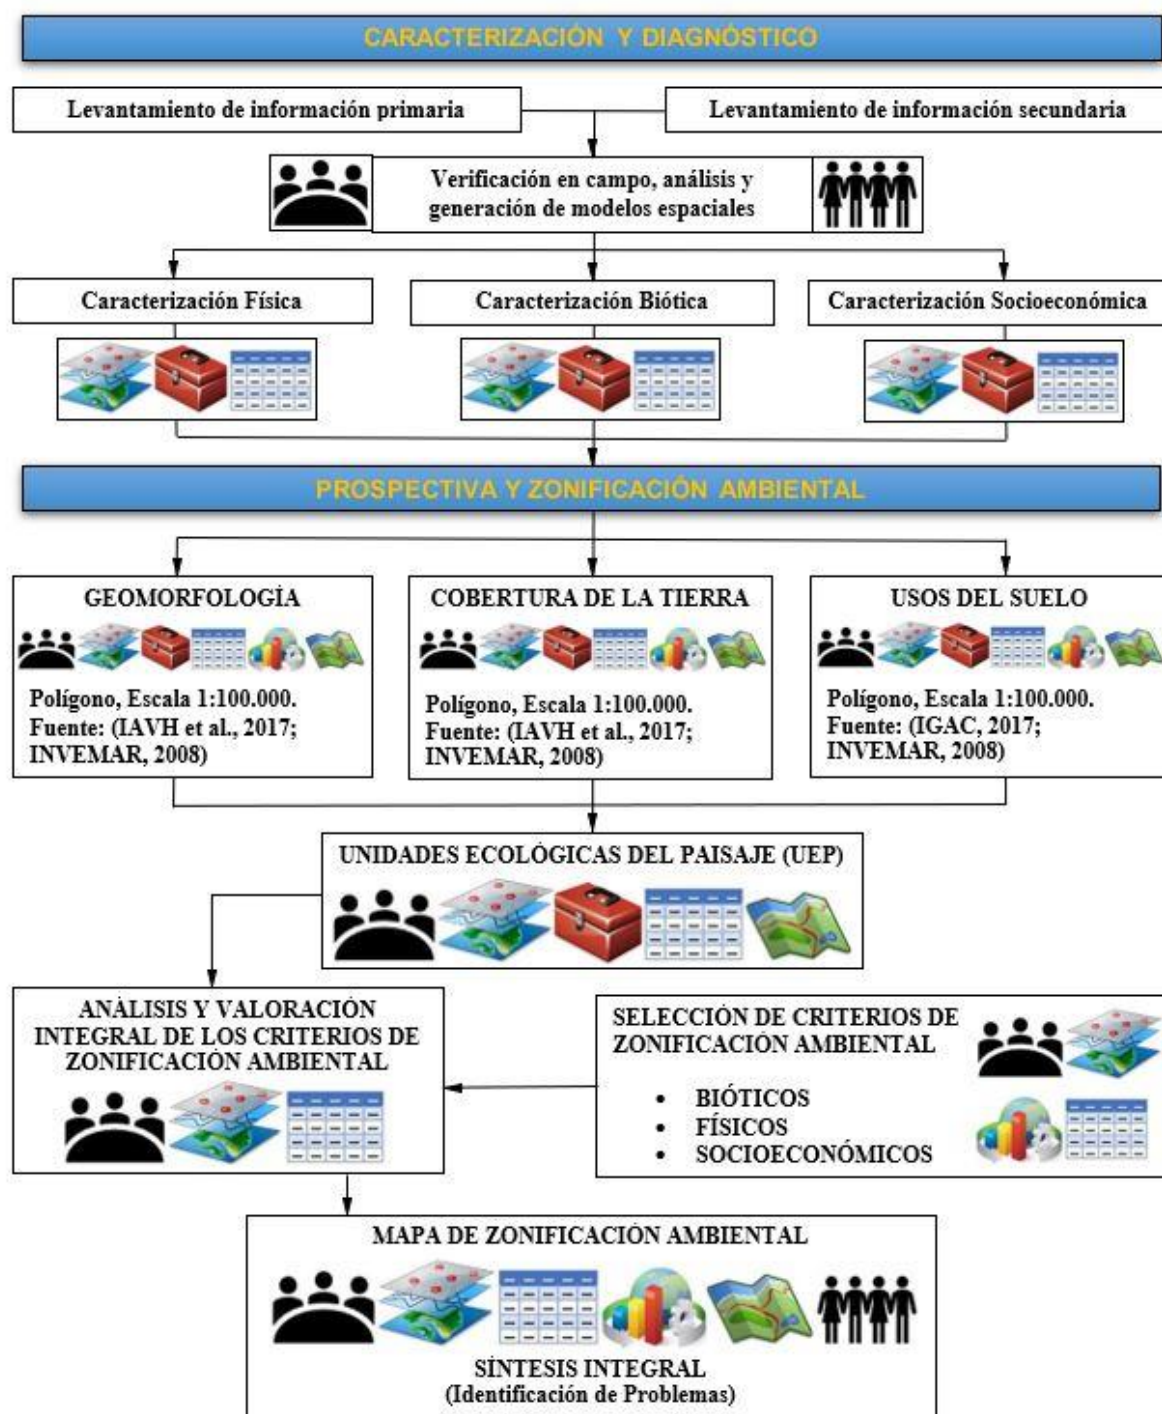 CARACTERIZACIÓN Y DIAGNÓSTICO
Levantamiento de información primaria
Levantamiento de información secundaria
Verificación en campo, análisis y
generación de modelos espaciales
Caracterización Física
Caracterización Biótica
Caracterización Socioeconómica
PROSPECTIVA Y ZONIFICACIÓN AMBIENTAL
GEOMORFOLOGÍA
Polígono, Escala 1:100.000.
Fuente: (IAVH et al., 2017;
INVEMAR, 2008)
COBERTURA DE LA TIERRA
Polígono, Escala 1:100.000.
Fuente: (IAVH et al., 2017;
INVEMAR, 2008)
USOS DEL SUELO
Polígono, Escala 1:100.000.
Fuente: (IGAC, 2017;
INVEMAR, 2008)
UNIDADES ECOLÓGICAS DEL PAISAJE (UEP)
ANÁLISIS Y VALORACIÓN
INTEGRAL DE LOS CRITERIOS DE
ZONIFICACIÓN AMBIENTAL
SELECCIÓN DE CRITERIOS DE
ZONIFICACIÓN AMBIENTAL
• BIÓTICOS
• FÍSICOS
• SOCIOECONÓMICOS
MAPA DE ZONIFICACIÓN AMBIENTAL
SÍNTESIS INTEGRAL
(Identificación de Problemas)